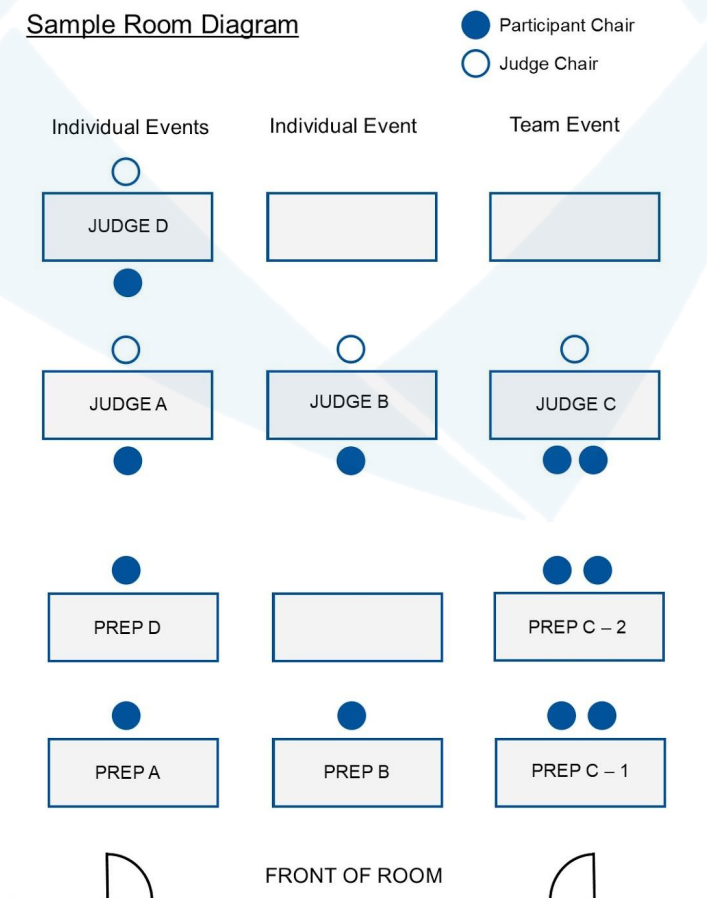 Sample Room Diagram
Participant Chair
Judge Chair
Individual Events
Individual Event
Team Event
JUDGE D
JUDGE A
JUDGE B
JUDGE C
PREP D
PREP C – 2
PREP A
PREP B
PREP C – 1
FRONT OF ROOM